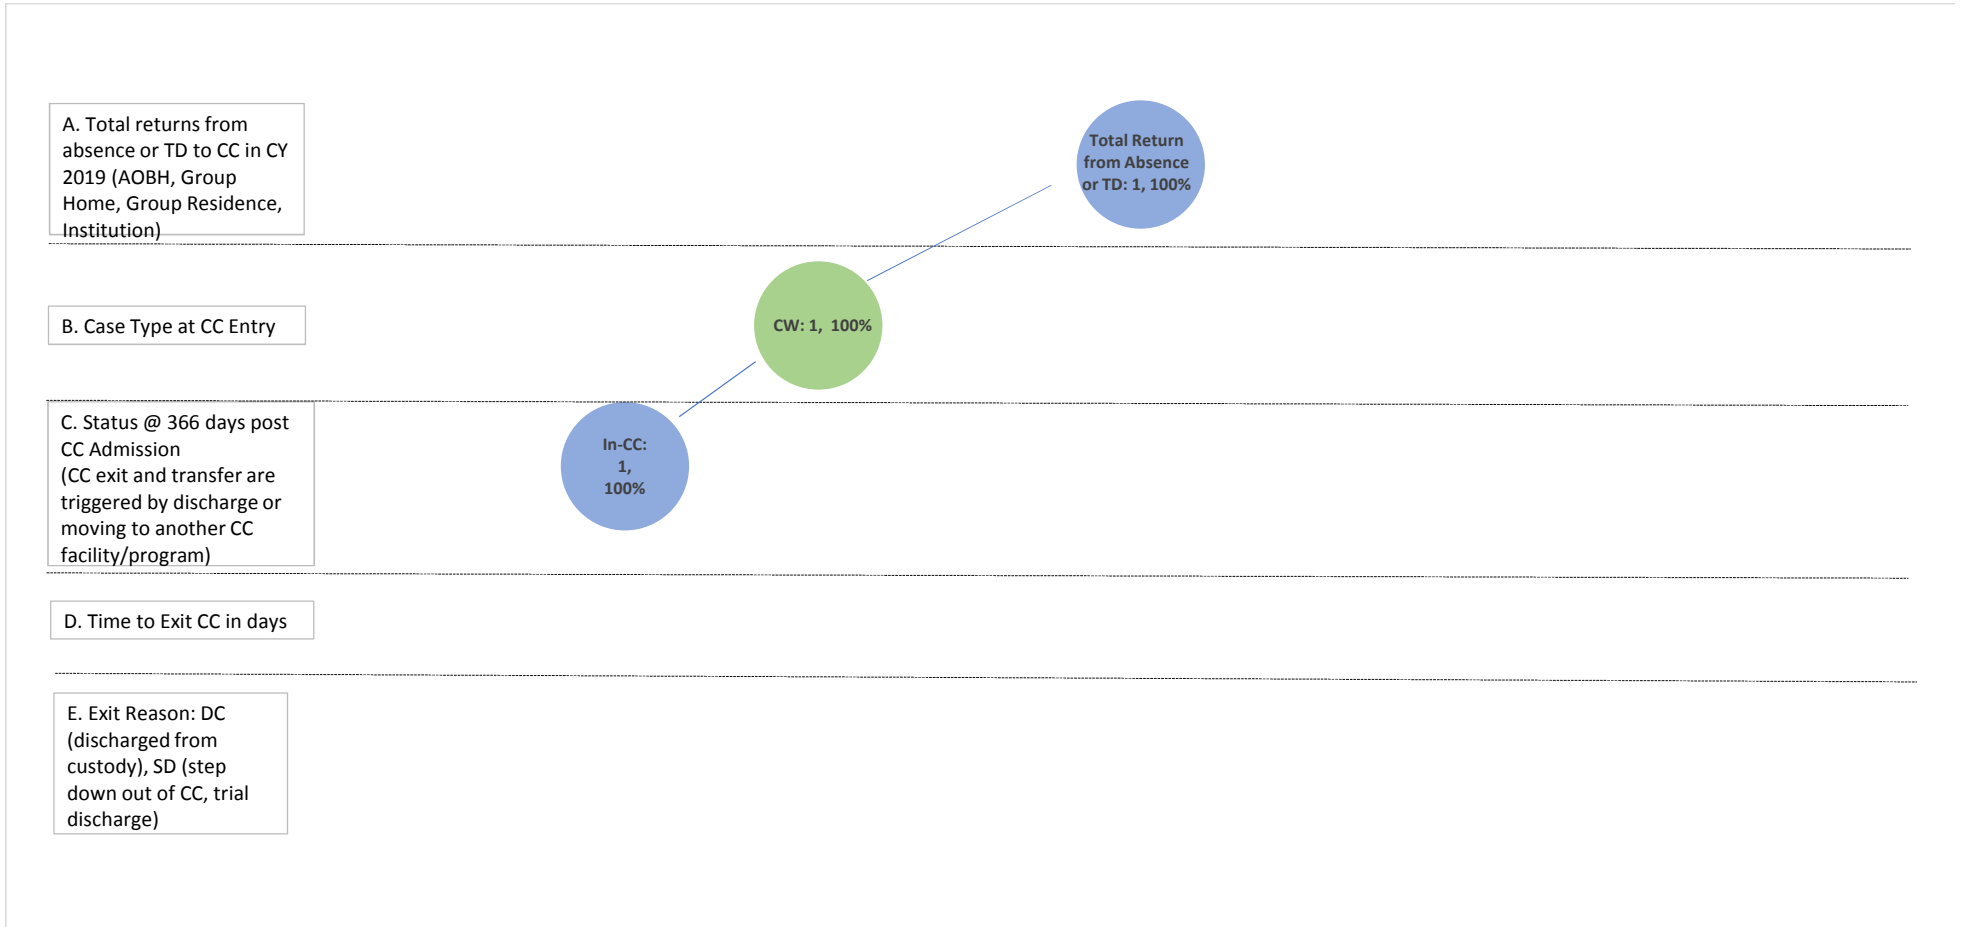 A. Total returns from
absence or TD to CC in CY
2019 (AOBH, Group
Home, Group Residence,
Institution)
Total Return
from Absence
or TD: 1, 100%
B. Case Type at CC Entry
CW: 1,  100%
C. Status @ 366 days post
CC Admission
(CC exit and transfer are
triggered by discharge or
moving to another CC
facility/program)
In-CC:
1,
100%
D. Time to Exit CC in days
E. Exit Reason: DC
(discharged from
custody), SD (step
down out of CC, trial
discharge)